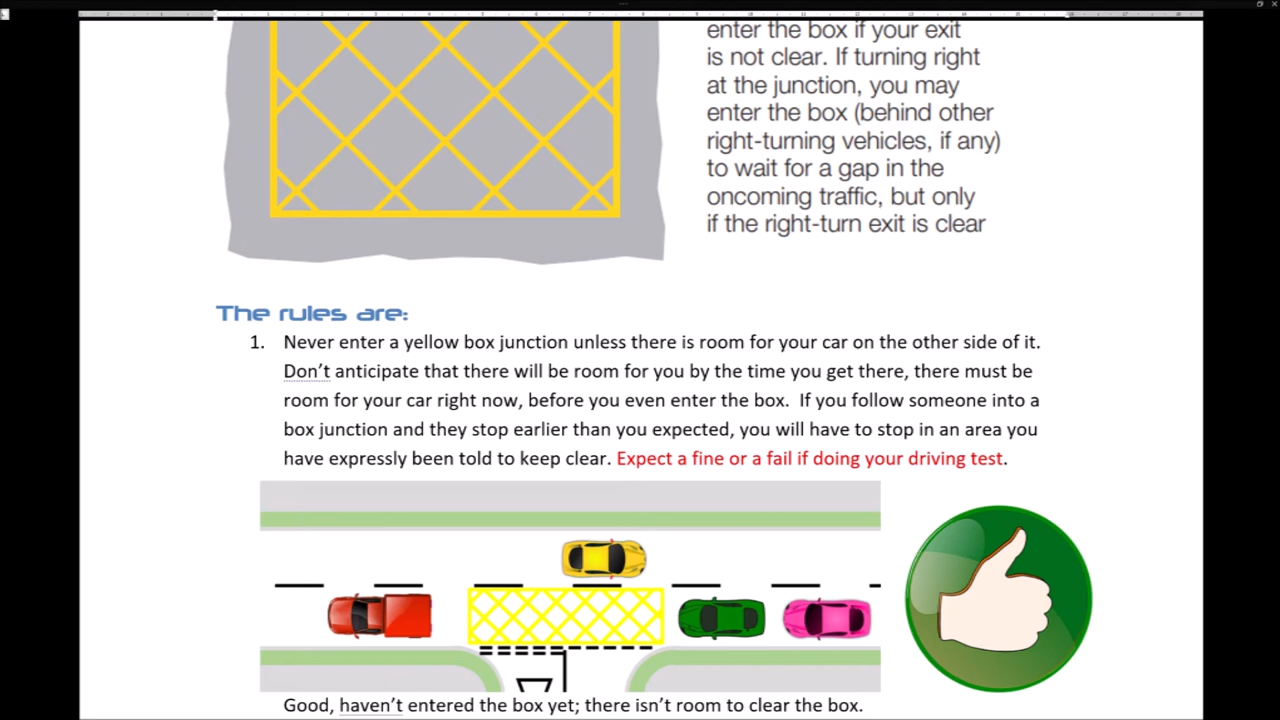 enter the box if your exit
is not clear. If turning right
at the junction, you may
enter the box (behind other
right-turning vehicles, if any)
to wait for a gap in the
oncoming traffic, but only
if the right-turn exit is clear
The rules are:
1. Never enter a yellow box junction unless there is room for your car on the other side of it.
Don't anticipate that there will be room for you by the time you get there, there must be
room for your car right now, before you even enter the box. If you follow someone into a
box junction and they stop earlier than you expected, you will have to stop in an area you
have expressly been told to keep clear. Expect a fine or a fail if doing your driving test.
Good, haven't entered the box yet; there isn't room to clear the box.